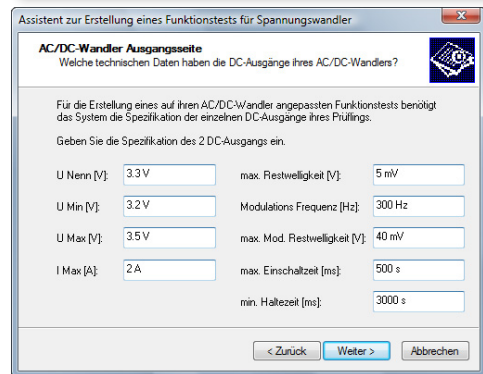 Assistent zur Erstellung eines Funktionstests für Spannungswandler
AC/DC-Wandler Ausgangsseite
Welche technischen Daten haben die DC-Ausgänge ihres AC/DC-Wandlers?
Für die Erstellung eines auf ihren AC/DC-Wandler angepassten Funktionstests benötigt
das System die Spezifikation der einzelnen DC-Ausgänge ihres Prüflings.
Geben Sie die Spezifikation des 2 DC-Ausgangs ein.
U Nenn [V]: 3.3 V max. Restwelligkeit [V]: 5 mV
U Min [V]: 3.2 V Modulations Frequenz [Hz]: 300 Hz
U Max [V]: 3.5 V max. Mod. Restwelligkeit [V]: 40 mV
I Max [A]: 2 A max. Einschaltzeit [ms]: 500 s
min. Haltezeit [ms]: 3000 s
< Zurück Weiter > Abbrechen